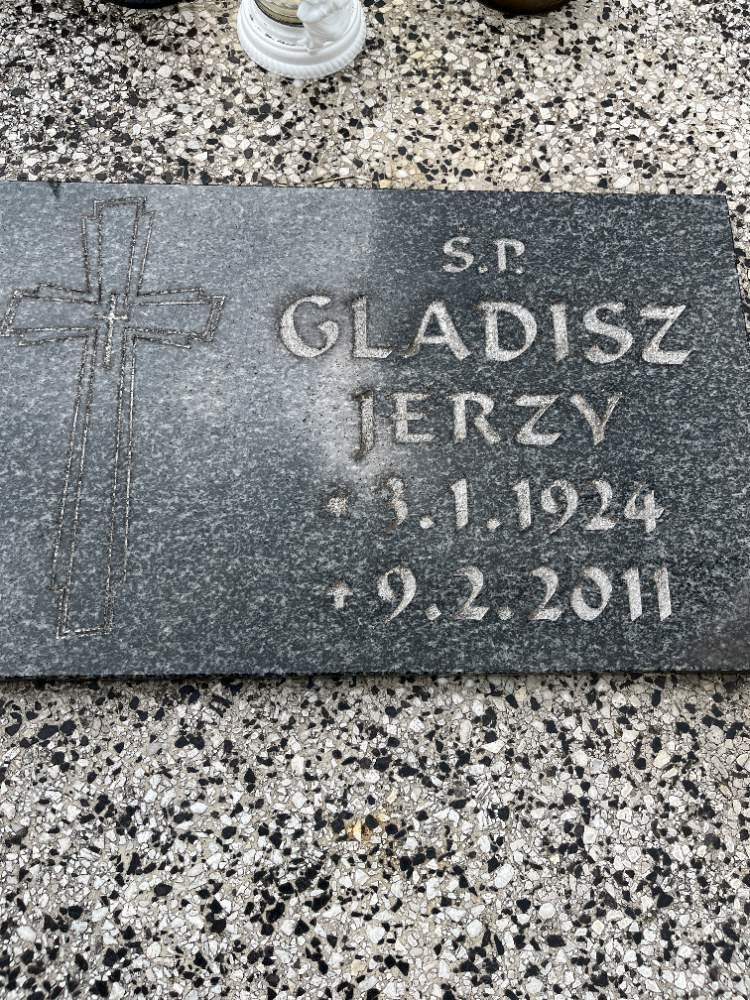 S.P.
GLADISZ
JERZY
* 3.1.1924
+ 9.2.2011